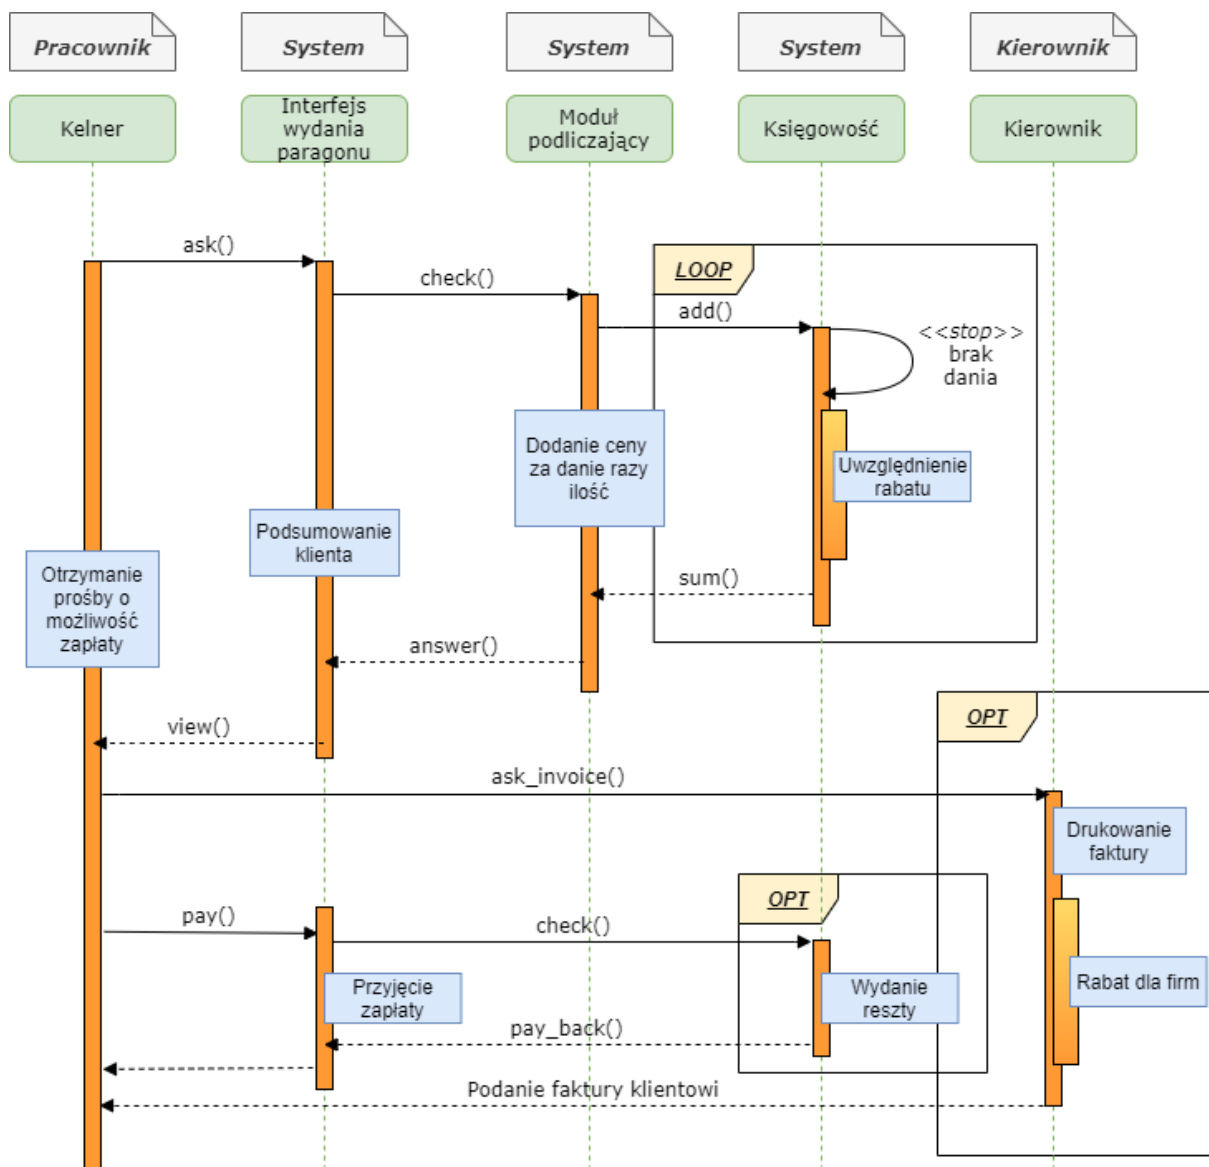 Pracownik
System
System
System
Kierownik
Kelner
Interfejs
wydania
paragonu
Moduł
podliczający
Księgowość
Kierownik
ask()
check()
LOOP
add()
<<stop>>
brak
dania
Dodanie ceny
za danie razy
ilość
Uwzględnienie
rabatu
Podsumowanie
klienta
Otrzymanie
prośby o
możliwość
zapłaty
sum()
answer()
view()
OPT
ask_invoice()
Drukowanie
faktury
OPT
pay()
check()
Przyjęcie
zapłaty
Wydanie
reszty
Rabat dla firm
pay_back()
Podanie faktury klientowi